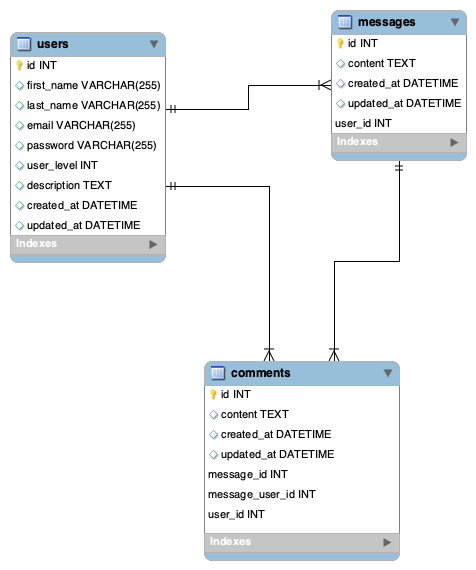 users
id INT
first_name VARCHAR(255)
last_name VARCHAR(255)
email VARCHAR(255)
password VARCHAR(255)
user_level INT
description TEXT
created_at DATETIME
updated_at DATETIME
Indexes
messages
id INT
content TEXT
created_at DATETIME
updated_at DATETIME
user_id INT
Indexes
comments
id INT
content TEXT
created_at DATETIME
updated_at DATETIME
message_id INT
message_user_id INT
user_id INT
Indexes